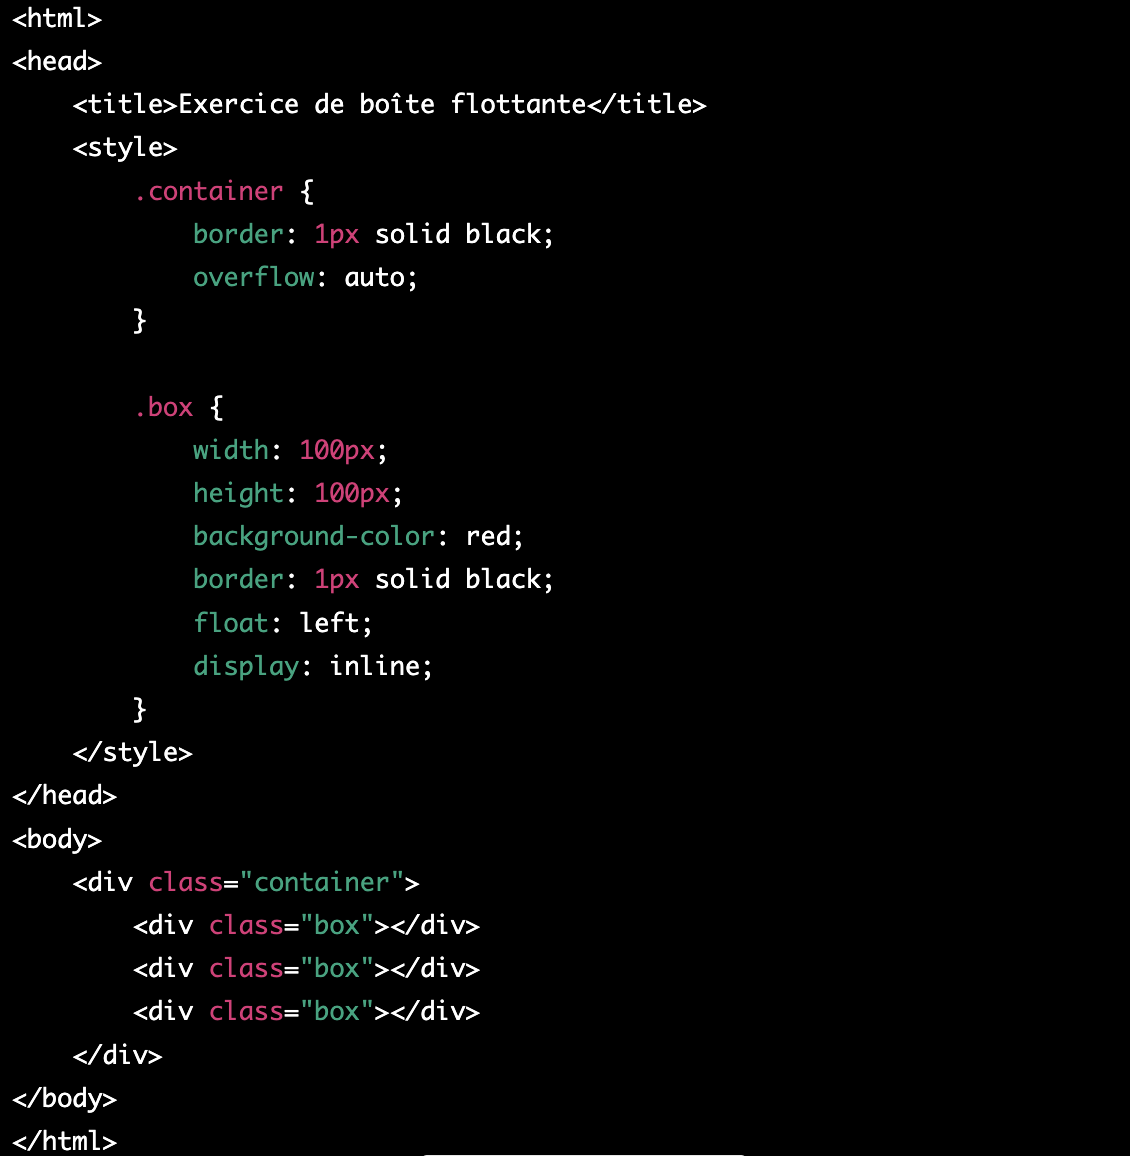 <html>
<head>
    <title>Exercice de boîte flottante</title>
    <style>
        .container {
            border: 1px solid black;
            overflow: auto;
        }

        .box {
            width: 100px;
            height: 100px;
            background-color: red;
            border: 1px solid black;
            float: left;
            display: inline;
        }
    </style>
</head>
<body>
    <div class="container">
        <div class="box"></div>
        <div class="box"></div>
        <div class="box"></div>
    </div>
</body>
</html>